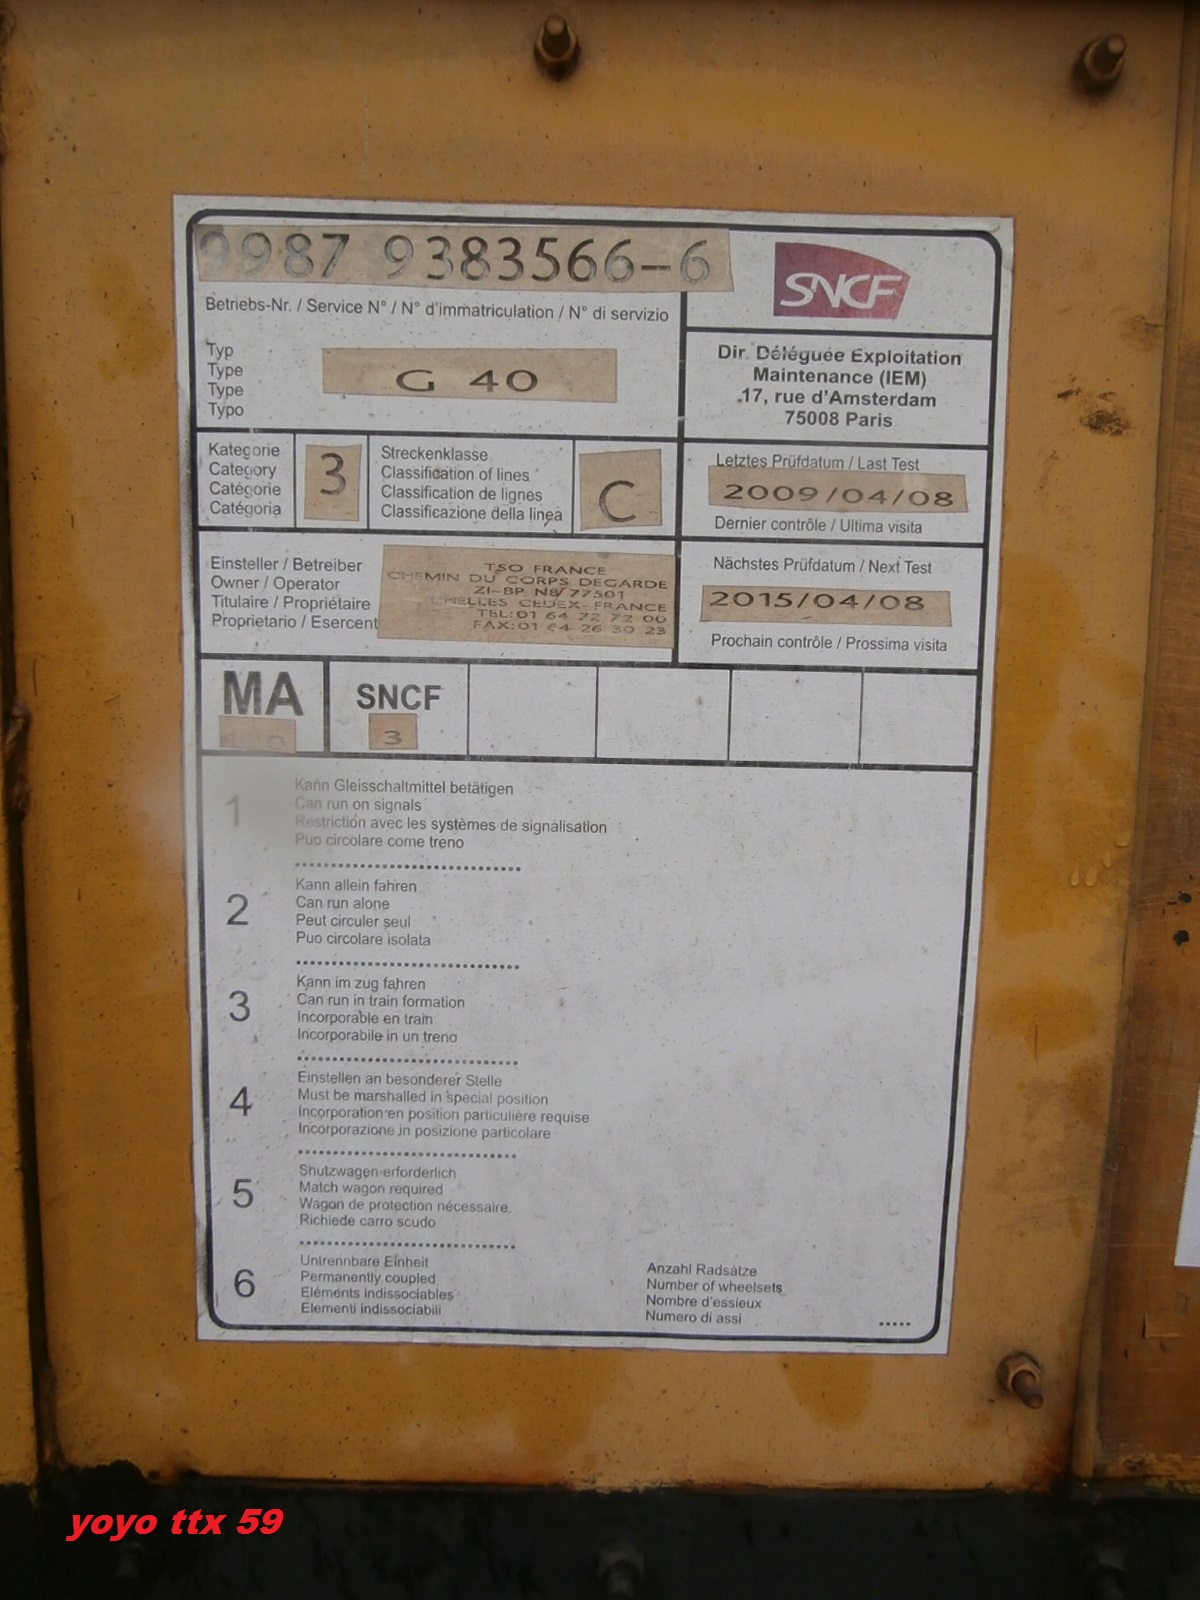 9987 9383566-6
Betriebs-Nr. / Service N° / N° d'immatriculation / N° di servizio
SNCF
Typ
Type
Type
Typo
G 40
Dir. Déléguée Exploitation
Maintenance (IEM)
17, rue d'Amsterdam
75008 Paris
Kategorie
Category
Catégorie
Catégoria
3
Streckenklasse
Classification of lines
Classification de lignes
Classificazione della linea
C
Letztes Prüfdatum / Last Test
2009/04/08
Dernier contrôle / Ultima visita
Einsteller / Betreiber
Owner / Operator
Titulaire / Propriétaire
Proprietario / Esercent
TSO FRANCE
CHEMIN DU CORPS DEGARDE
ZI-BP N8 77501
CHELLES CEDEX-FRANCE
TEL:01 64 72 72 00
FAX:01 64 26 30 23
Nächstes Prüfdatum / Next Test
2015/04/08
Prochain contrôle / Prossima visita
MA
SNCF
3
1
Kann Gleisschaltmittel betätigen
Can run on signals
Restriction avec les systèmes de signalisation
Puo circolare come treno
2
Kann allein fahren
Can run alone
Peut circuler seul
Puo circolare isolata
3
Kann im zug fahren
Can run in train formation
Incorporable en train
Incorporabile in un treno
4
Einstellen an besonderer Stelle
Must be marshalled in special position
Incorporation en position particulière requise
Incorporazione in posizione particolare
5
Shutzwagen erforderlich
Match wagon required
Wagon de protection nécessaire
Richiede carro scudo
6
Untrennbare Einheit
Permanently coupled
Eléments indissociables
Elementi indissociabili
Anzahl Radsätze
Number of wheelsets
Nombre d'essieux
Numero di assi
.....
yoyo ttx 59